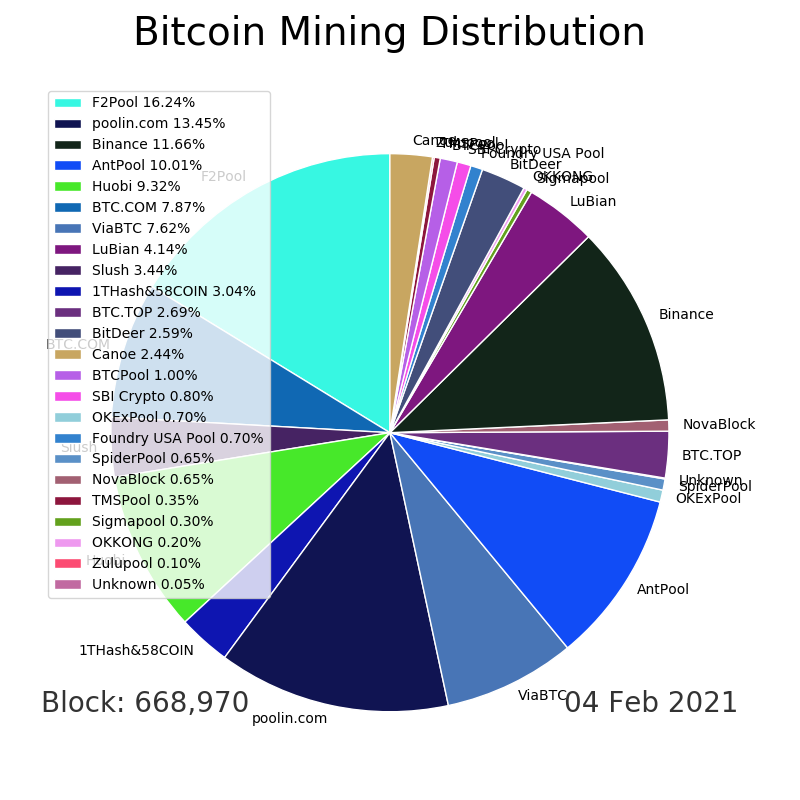 Bitcoin Mining Distribution
F2Pool 16.24%
poolin.com 13.45%
Binance 11.66%
AntPool 10.01%
Huobi 9.32%
BTC.COM 7.87%
ViaBTC 7.62%
LuBian 4.14%
Slush 3.44%
1THash&58COIN 3.04%
BTC.TOP 2.69%
BitDeer 2.59%
Canoe 2.44%
BTCPool 1.00%
SBI Crypto 0.80%
OKExPool 0.70%
Foundry USA Pool 0.70%
SpiderPool 0.65%
NovaBlock 0.65%
TMSPool 0.35%
Sigmapool 0.30%
OKKONG 0.20%
Zulupool 0.10%
Unknown 0.05%
Canoe
SBI Crypto
Foundry USA Pool
BitDeer
OKKONG
Sigmapool
LuBian
Binance
NovaBlock
BTC.TOP
Unknown
SpiderPool
OKExPool
AntPool
ViaBTC
poolin.com
1THash&58COIN
Huobi
Slush
BTC.COM
F2Pool
Block: 668,970
04 Feb 2021